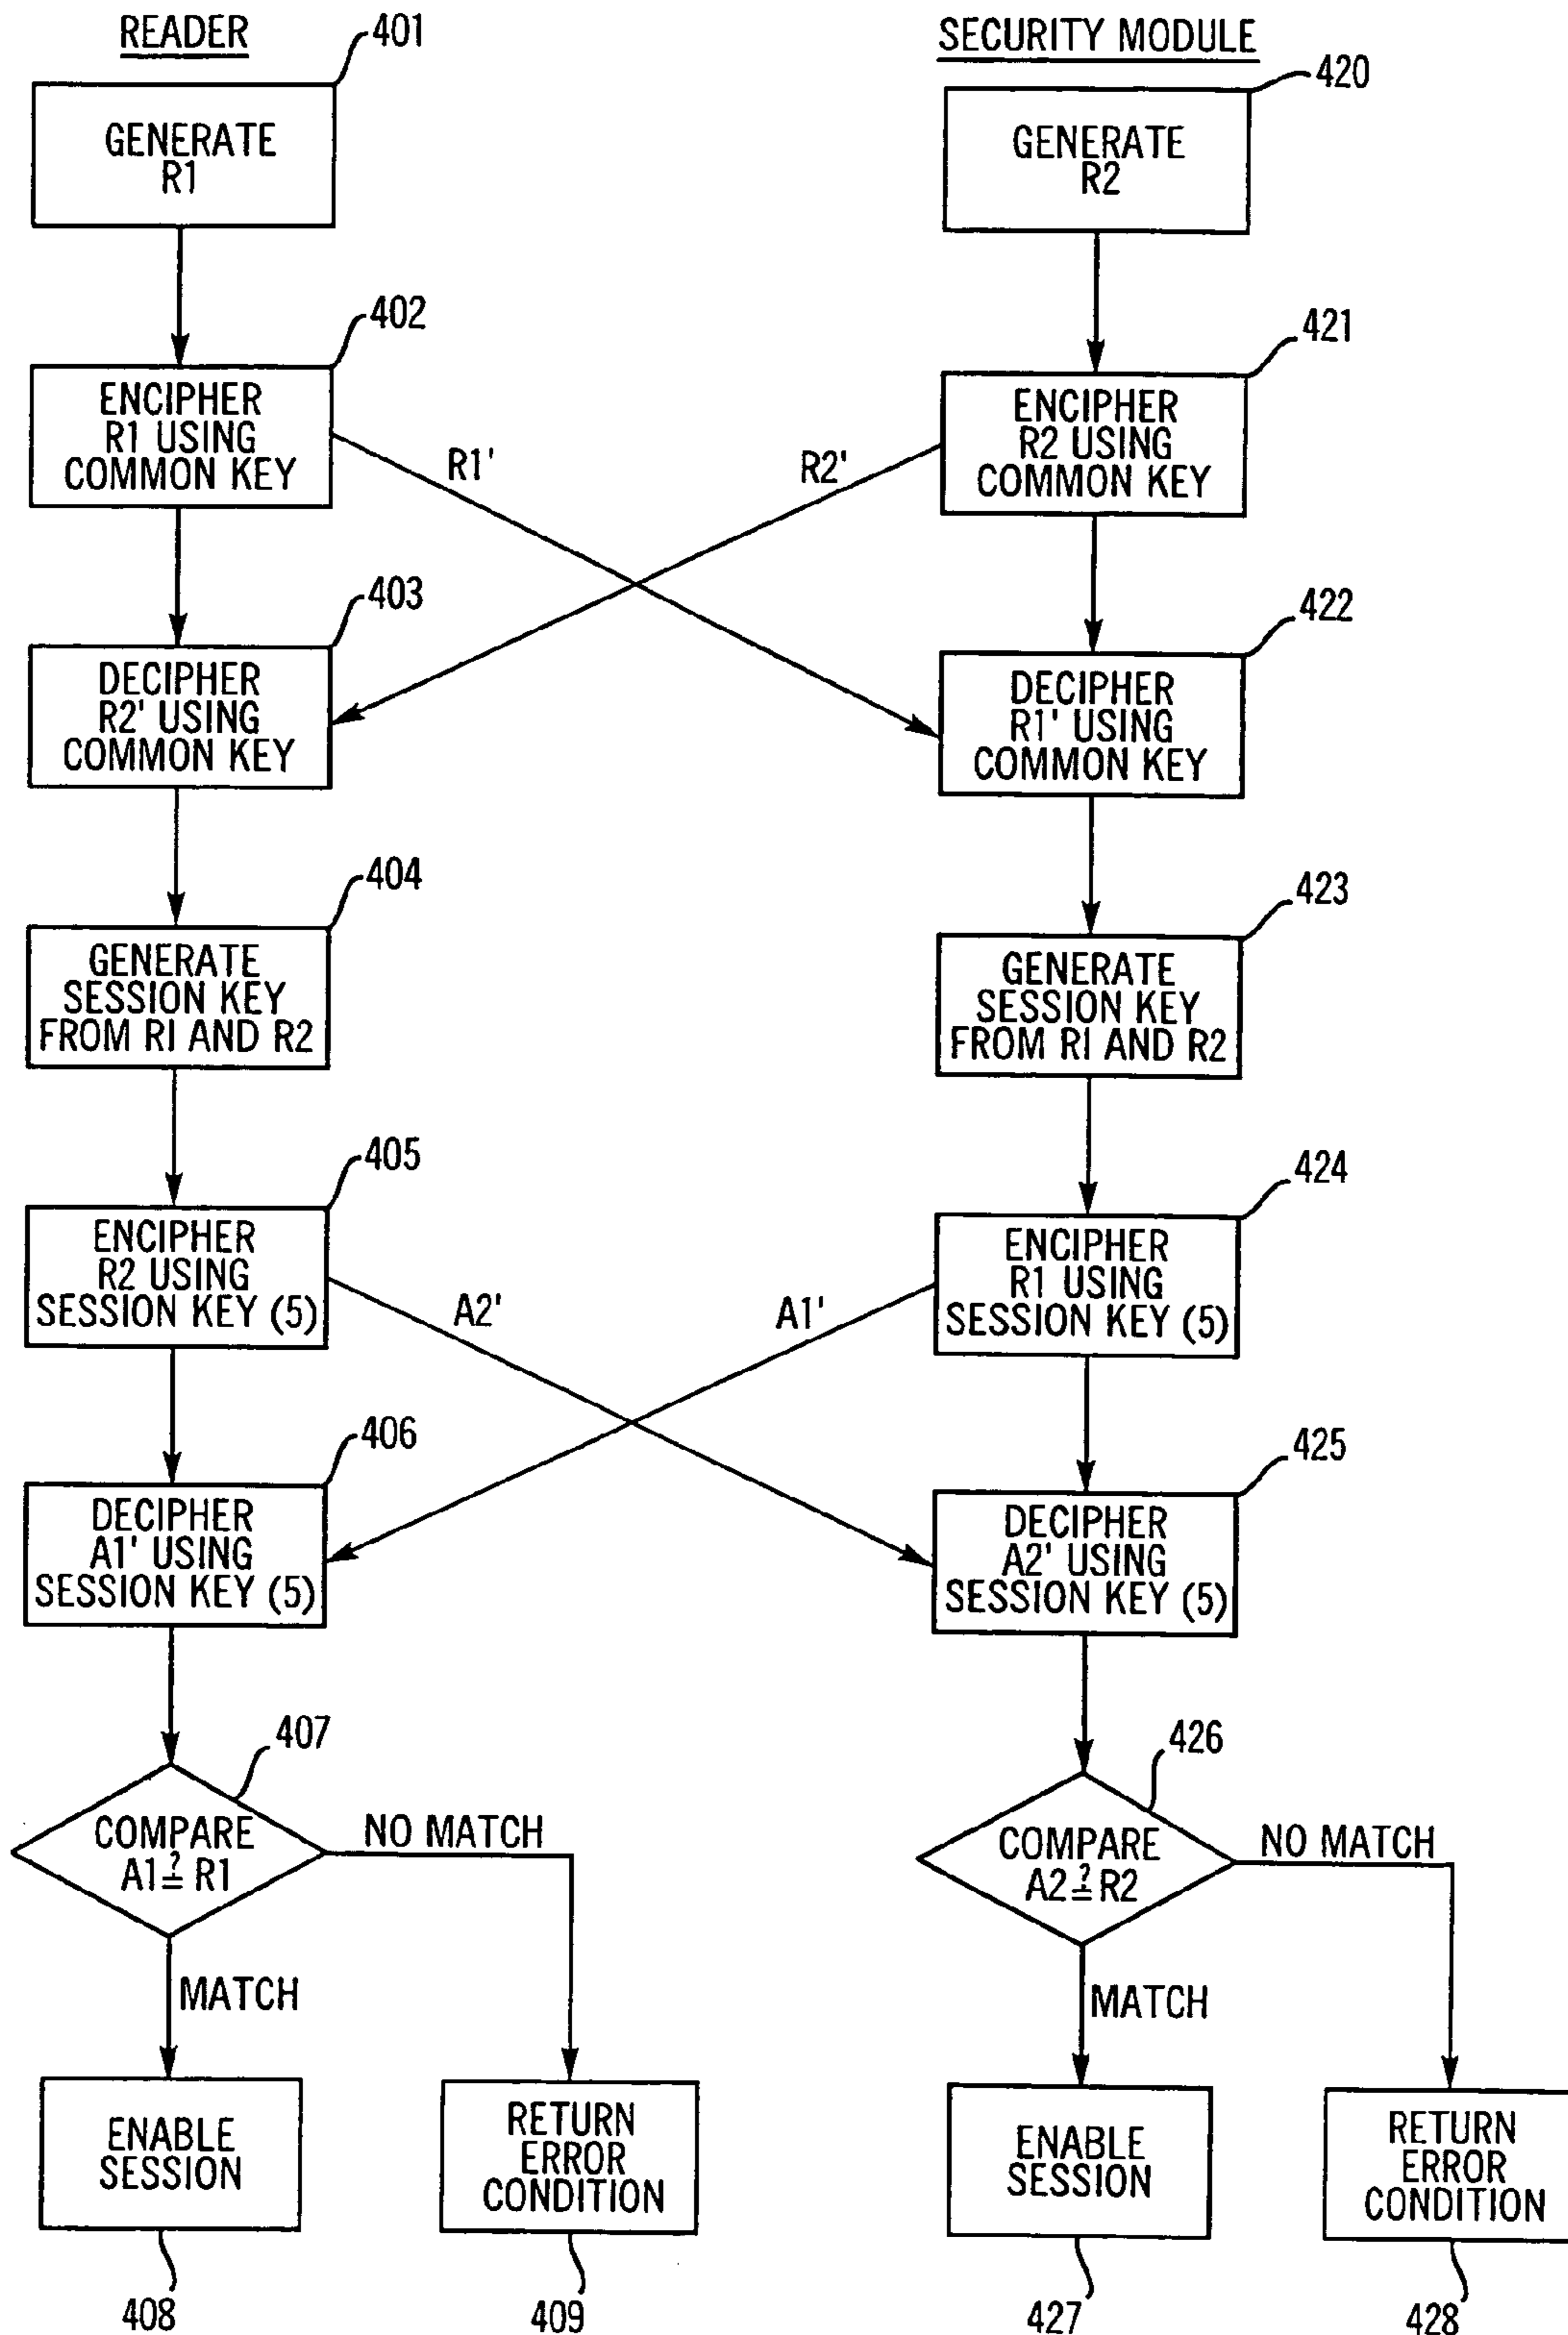 READER
401
GENERATE
R1
402
ENCIPHER
R1 USING
COMMON KEY
R1'
403
DECIPHER
R2' USING
COMMON KEY
404
GENERATE
SESSION KEY
FROM RI AND R2
405
ENCIPHER
R2 USING
SESSION KEY (5)
A2'
406
DECIPHER
A1' USING
SESSION KEY (5)
407
COMPARE
A1 ≟ R1
NO MATCH
MATCH
ENABLE
SESSION
408
RETURN
ERROR
CONDITION
409
SECURITY MODULE
420
GENERATE
R2
421
ENCIPHER
R2 USING
COMMON KEY
R2'
422
DECIPHER
R1' USING
COMMON KEY
423
GENERATE
SESSION KEY
FROM RI AND R2
424
ENCIPHER
R1 USING
SESSION KEY (5)
A1'
425
DECIPHER
A2' USING
SESSION KEY (5)
426
COMPARE
A2 ≟ R2
NO MATCH
MATCH
ENABLE
SESSION
427
RETURN
ERROR
CONDITION
428